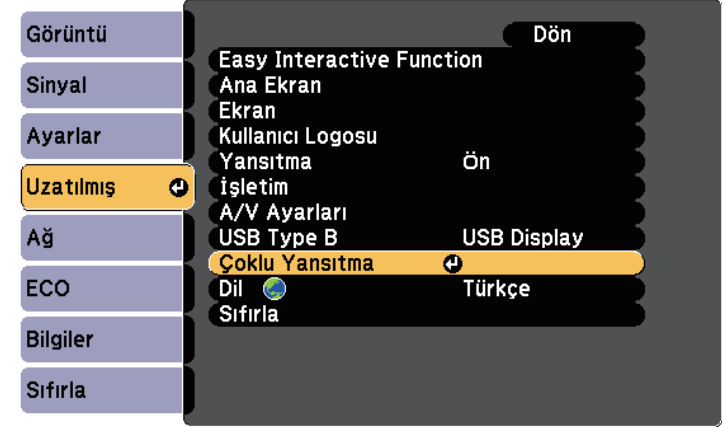 Görüntü
Sinyal
Ayarlar
Uzatılmış
Ağ
ECO
Bilgiler
Sıfırla
Dön
Easy Interactive Function
Ana Ekran
Ekran
Kullanıcı Logosu
Yansıtma Ön
İşletim
A/V Ayarları
USB Type B USB Display
Çoklu Yansıtma
Dil Türkçe
Sıfırla